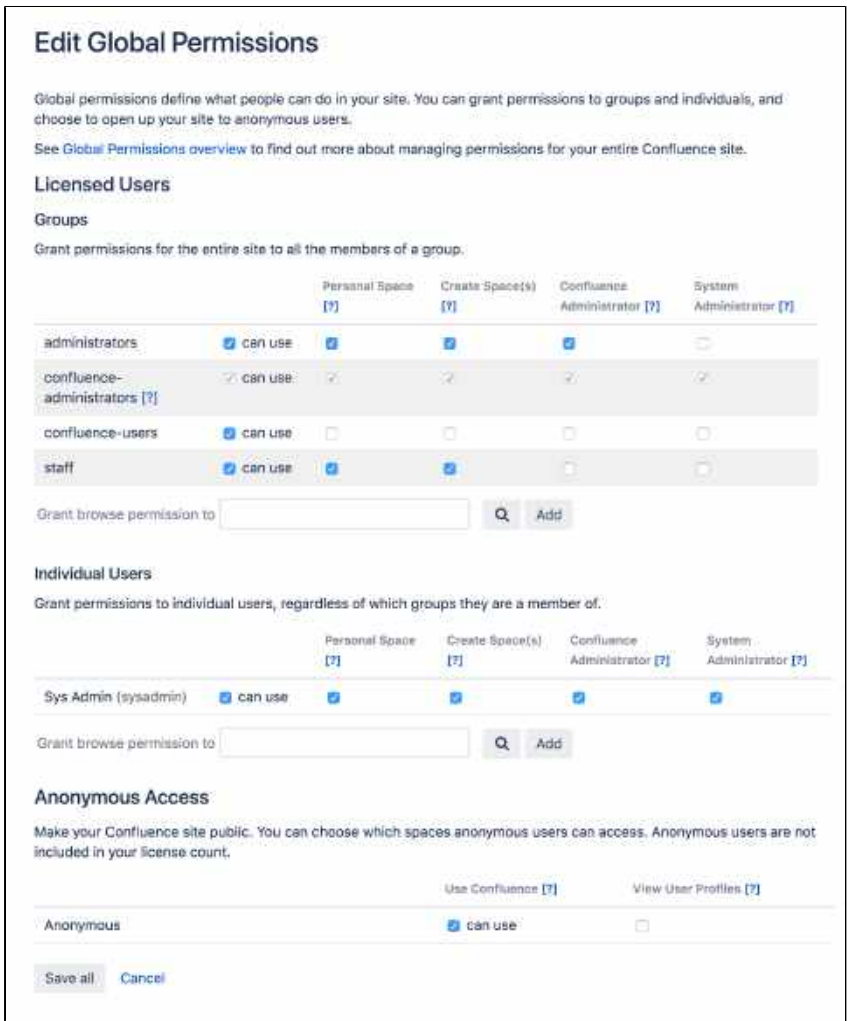 Edit Global Permissions
Global permissions define what people can do in your site. You can grant permissions to groups and individuals, and
choose to open up your site to anonymous users.
See Global Permissions overview to find out more about managing permissions for your entire Confluence site.
Licensed Users
Groups
Grant permissions for the entire site to all the members of a group.
Personal Space Create Space(s) Confluence System
[?] [?] Administrator [?] Administrator [?]
administrators can use
confluence- can use
administrators [?]
confluence-users can use
staff can use
Grant browse permission to Add
Individual Users
Grant permissions to individual users, regardless of which groups they are a member of.
Personal Space Create Space(s) Confluence System
[?] [?] Administrator [?] Administrator [?]
Sys Admin (sysadmin) can use
Grant browse permission to Add
Anonymous Access
Make your Confluence site public. You can choose which spaces anonymous users can access. Anonymous users are not
included in your license count.
Use Confluence [?] View User Profiles [?]
Anonymous can use
Save all Cancel